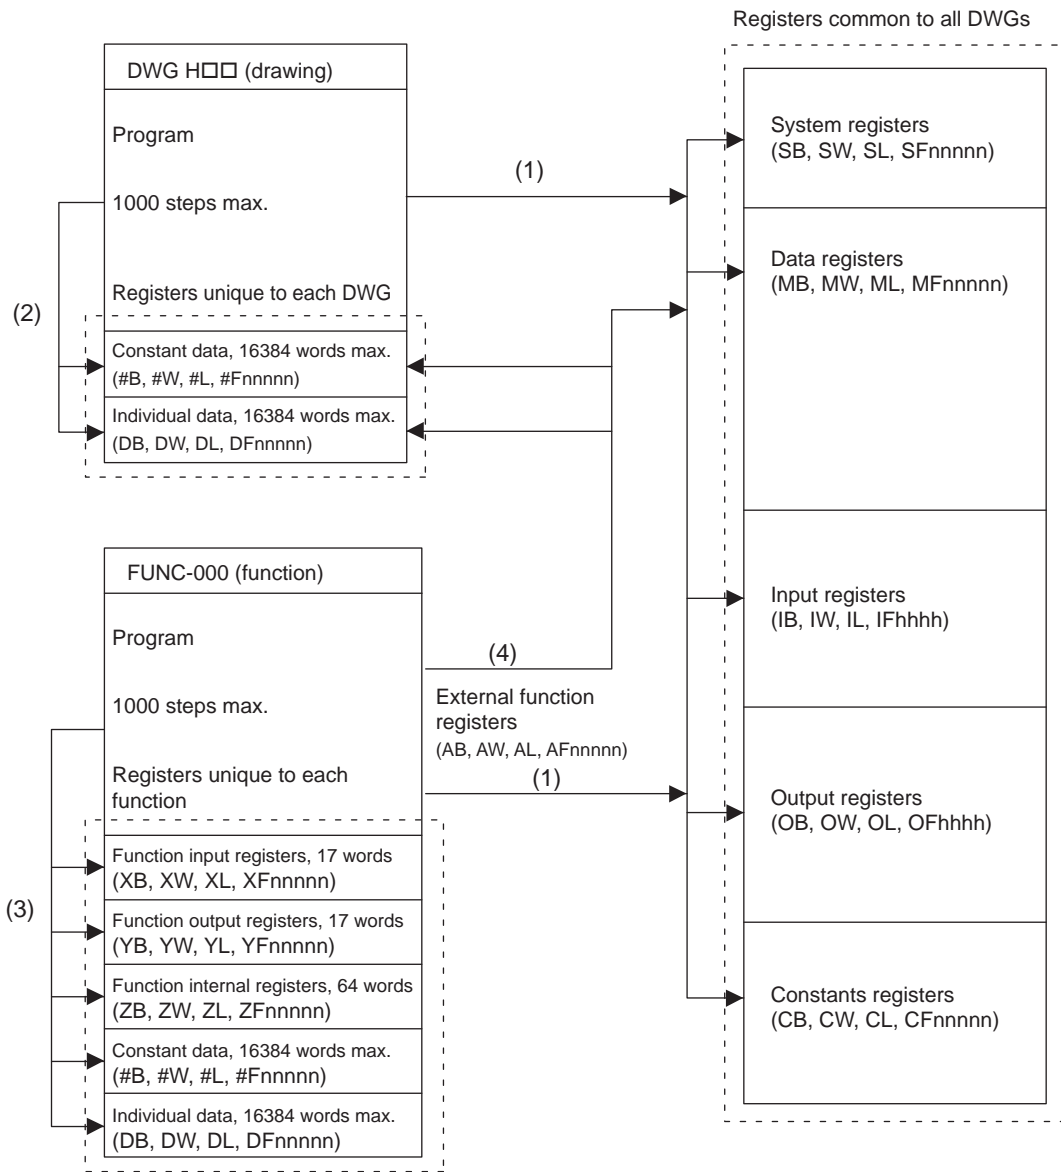 Registers common to all DWGs
DWG H□□ (drawing)
Program
1000 steps max.
Registers unique to each DWG
Constant data, 16384 words max.
(#B, #W, #L, #Fnnnnn)
Individual data, 16384 words max.
(DB, DW, DL, DFnnnnn)
(1)
(2)
System registers
(SB, SW, SL, SFnnnnn)
Data registers
(MB, MW, ML, MFnnnnn)
Input registers
(IB, IW, IL, IFhhhh)
Output registers
(OB, OW, OL, OFhhhh)
Constants registers
(CB, CW, CL, CFnnnnn)
FUNC-000 (function)
Program
1000 steps max.
Registers unique to each
function
Function input registers, 17 words
(XB, XW, XL, XFnnnnn)
Function output registers, 17 words
(YB, YW, YL, YFnnnnn)
Function internal registers, 64 words
(ZB, ZW, ZL, ZFnnnnn)
Constant data, 16384 words max.
(#B, #W, #L, #Fnnnnn)
Individual data, 16384 words max.
(DB, DW, DL, DFnnnnn)
(3)
(4)
External function
registers
(AB, AW, AL, AFnnnnn)
(1)